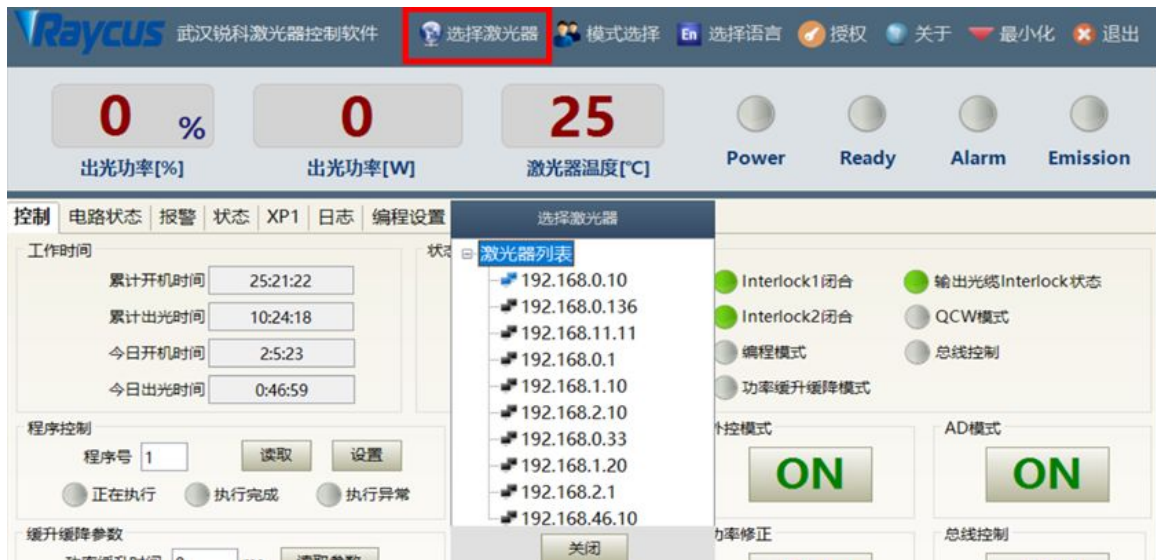 Raycus 武汉锐科激光器控制软件 选择激光器 模式选择 En 选择语言 授权 关于 最小化 退出
0 % 0 25
出光功率[%] 出光功率[W] 激光器温度[℃] Power Ready Alarm Emission
控制 电路状态 报警 状态 XP1 日志 编程设置 选择激光器
工作时间
累计开机时间 25:21:22
累计出光时间 10:24:18
今日开机时间 2:5:23
今日出光时间 0:46:59
激光器列表
192.168.0.10
192.168.0.136
192.168.11.11
192.168.0.1
192.168.1.10
192.168.2.10
192.168.0.33
192.168.1.20
192.168.2.1
192.168.46.10
关闭
Interlock1闭合 输出光缆Interlock状态
Interlock2闭合 QCW模式
编程模式 总线控制
功率缓升缓降模式
程序控制
程序号 1 读取 设置
正在执行 执行完成 执行异常
外控模式 AD模式
ON ON
缓升缓降参数
功率修正 总线控制